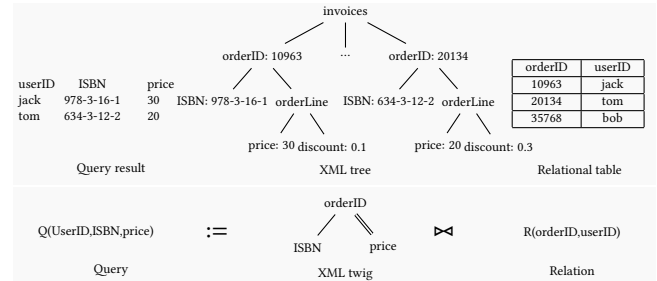 invoices
orderID: 10963 ... orderID: 20134
userID ISBN price
jack 978-3-16-1 30
tom 634-3-12-2 20
ISBN: 978-3-16-1 orderLine ISBN: 634-3-12-2 orderLine
price: 30 discount: 0.1 price: 20 discount: 0.3
orderID userID
10963 jack
20134 tom
35768 bob
Query result XML tree Relational table
orderID
Q(UserID,ISBN,price) := ⋈ R(orderID,userID)
ISBN price
Query XML twig Relation